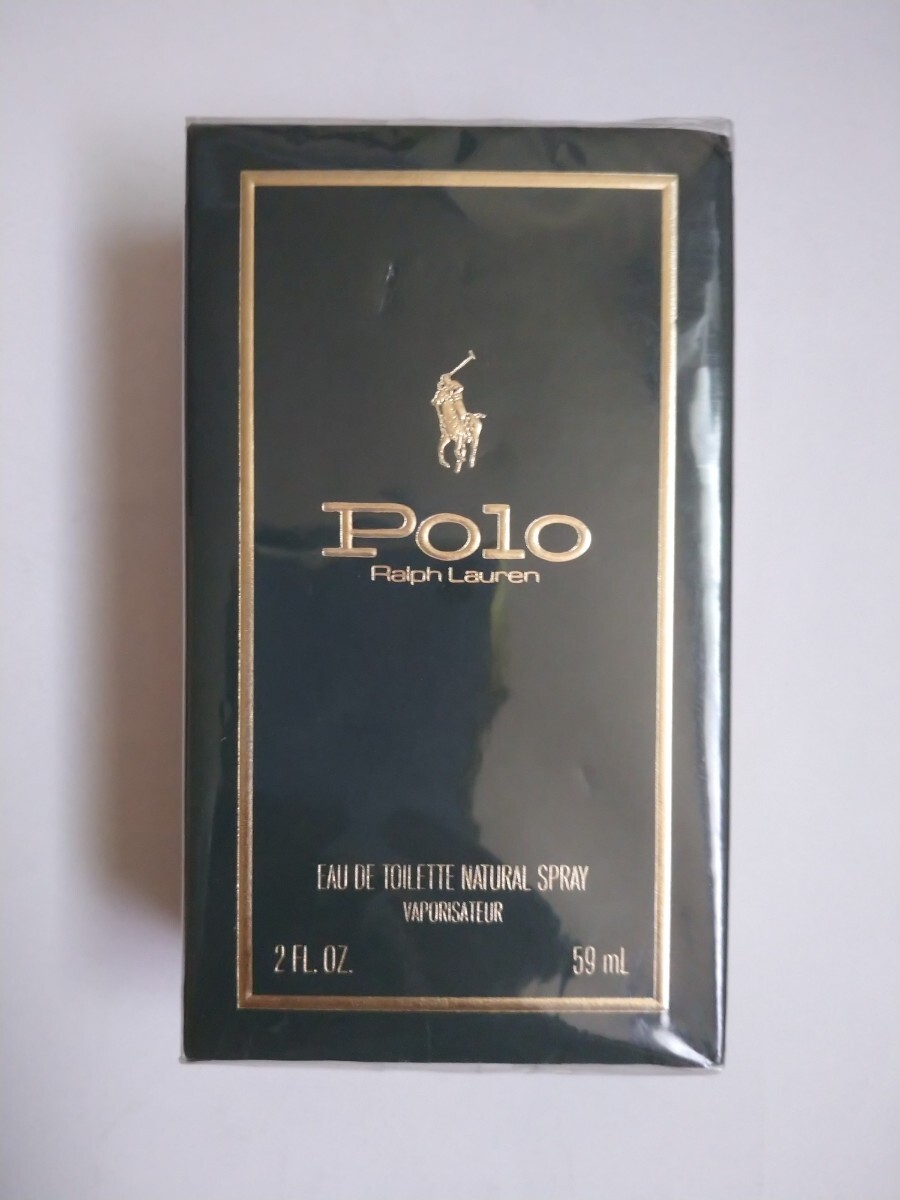 Polo
Ralph Lauren
EAU DE TOILETTE NATURAL SPRAY
VAPORISATEUR
2 FL. OZ. 59 mL